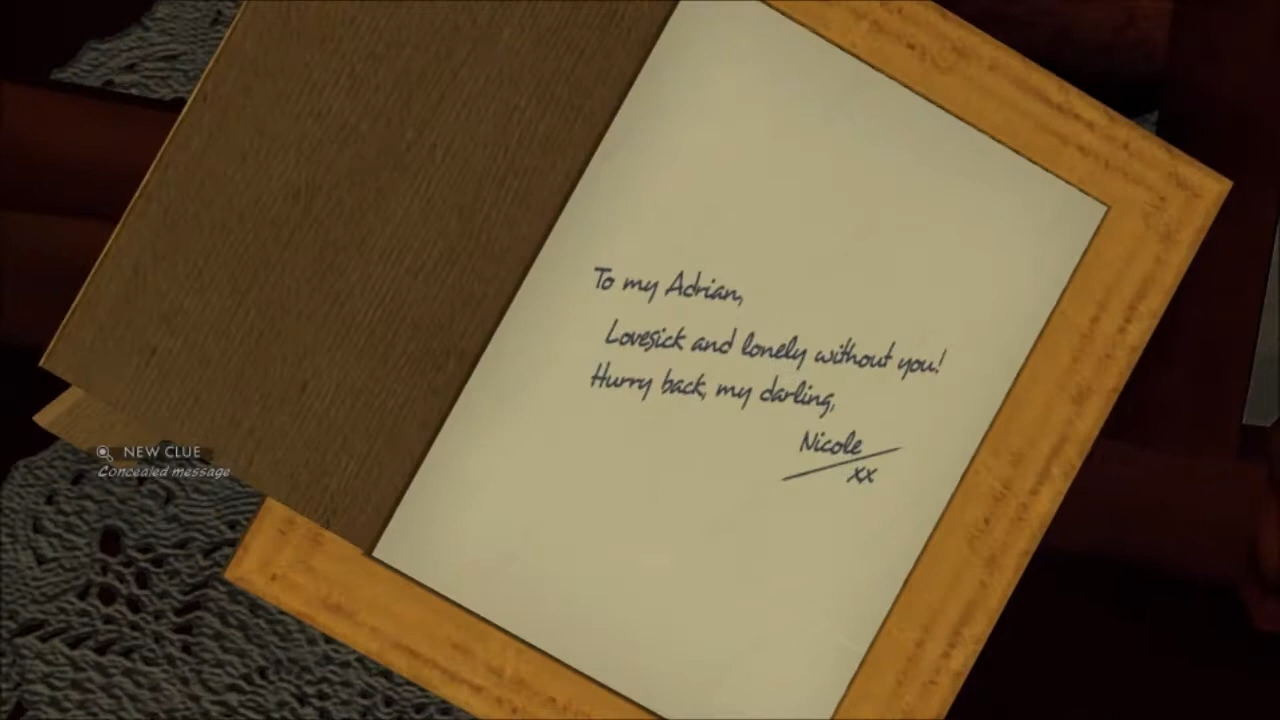 To my Adrian,
Lovesick and lonely without you!
Hurry back, my darling,
Nicole
xx
NEW CLUE
Concealed message